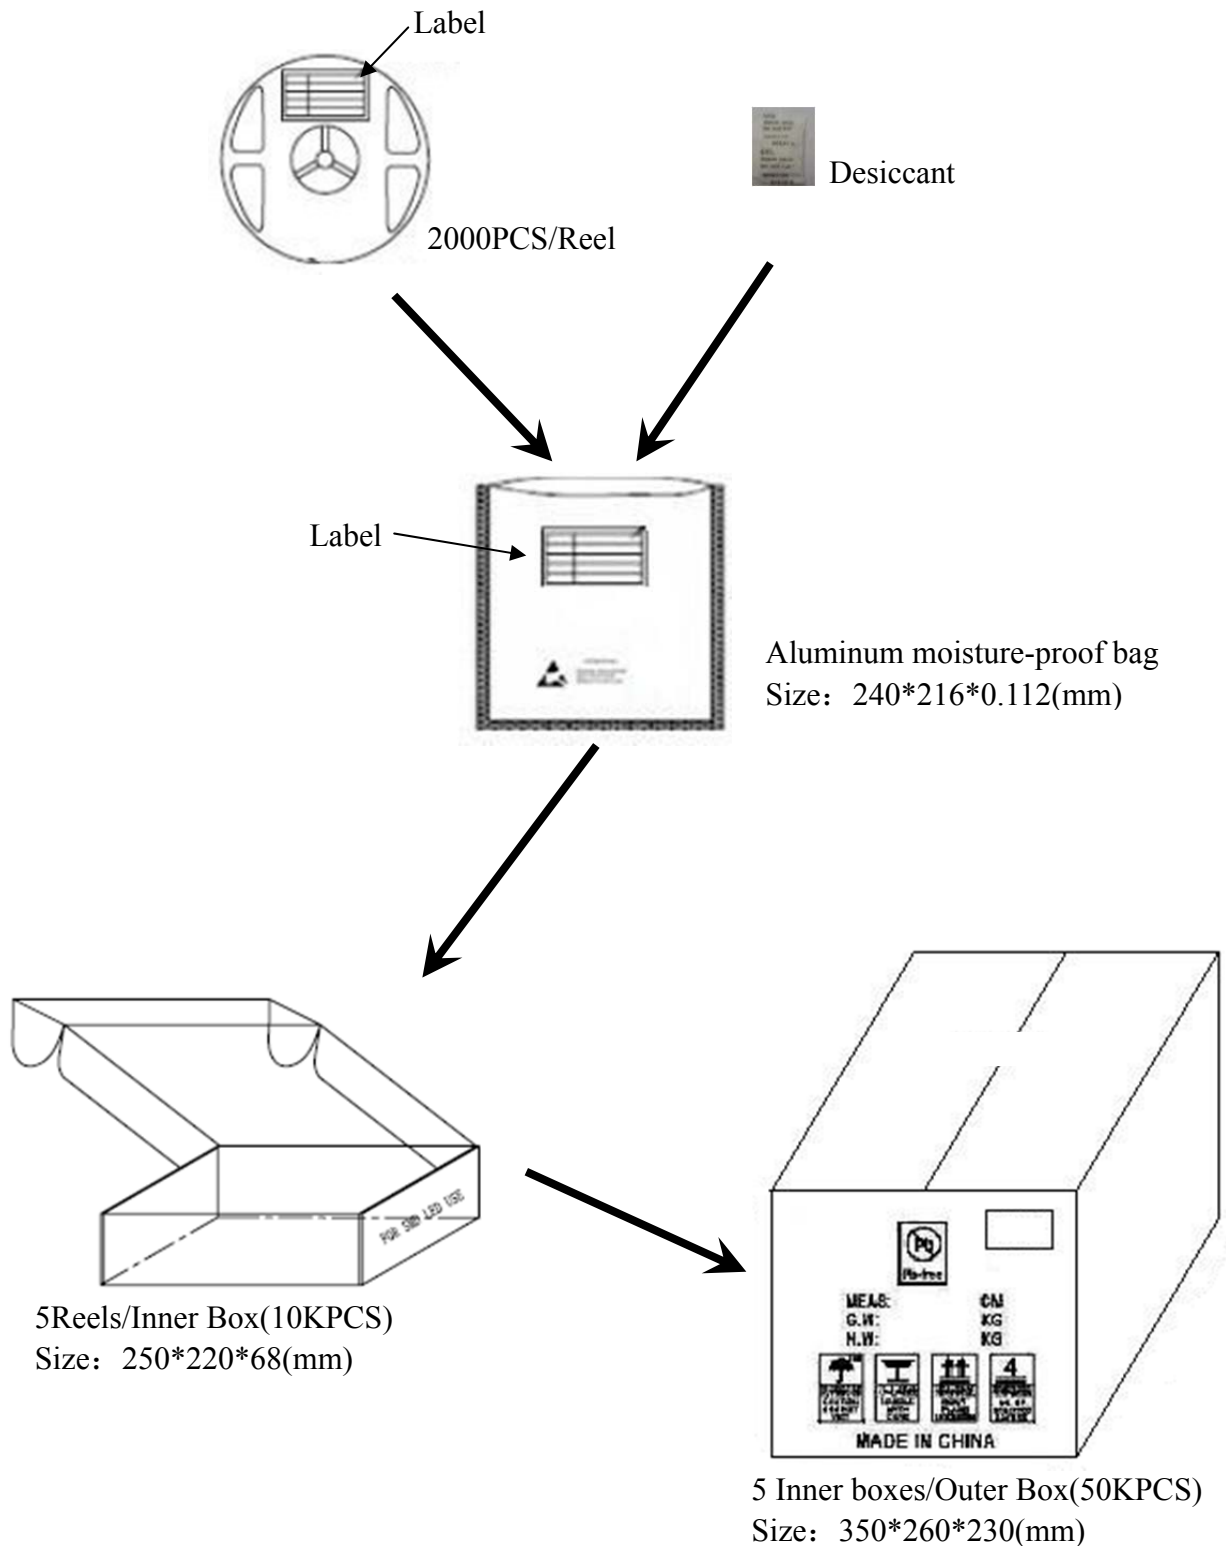 Label
Desiccant
2000PCS/Reel
Label
Aluminum moisture-proof bag
Size：240*216*0.112(mm)
FOR SMD LED USE
5Reels/Inner Box(10KPCS)
Size：250*220*68(mm)
Pb
Pb-free
MEAS: CM
G.W: KG
N.W: KG
4
MADE IN CHINA
5 Inner boxes/Outer Box(50KPCS)
Size：350*260*230(mm)